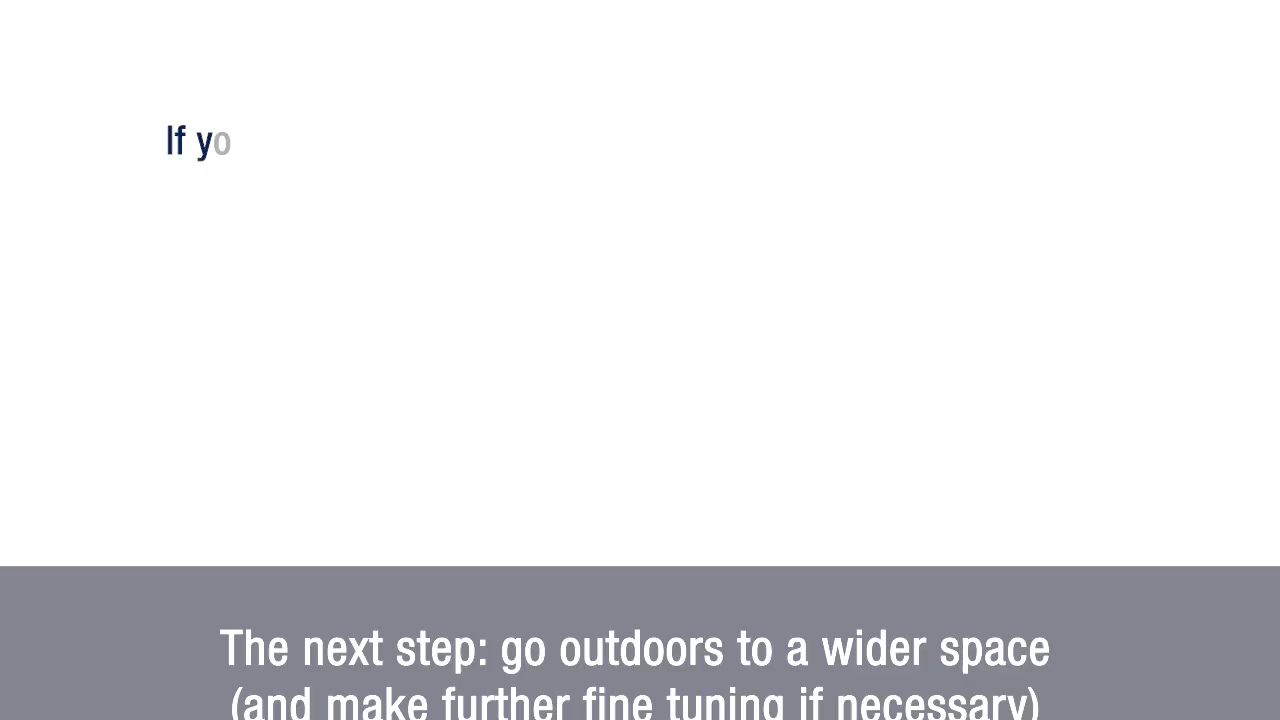 If yo
The next step: go outdoors to a wider space
(and make further fine tuning if necessary)